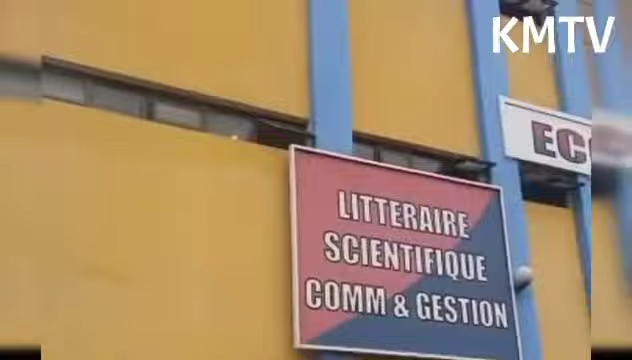 KMTV
EC
LITTERAIRE
SCIENTIFIQUE
COMM & GESTION